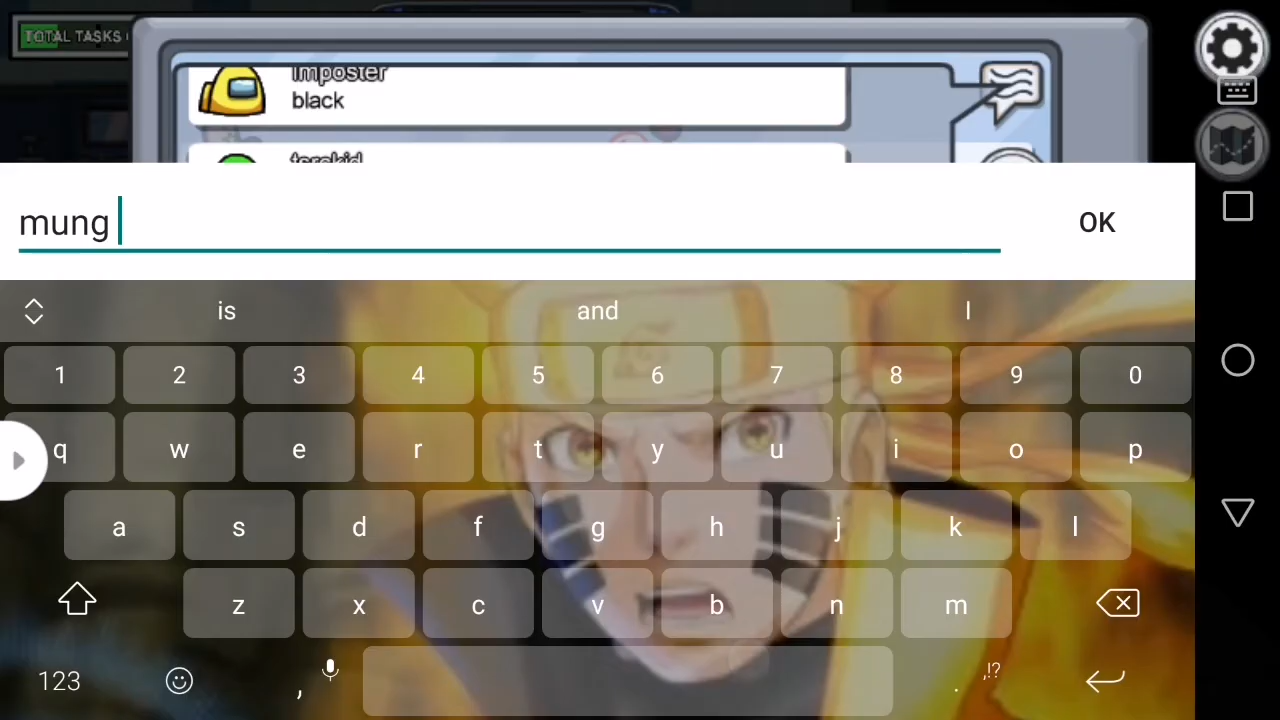 TOTAL TASKS
imposter
black
torokid
mung
OK
is
and
I
1 2 3 4 5 6 7 8 9 0
q w e r t y u i o p
a s d f g h j k l
z x c v b n m
123 , . ,!?